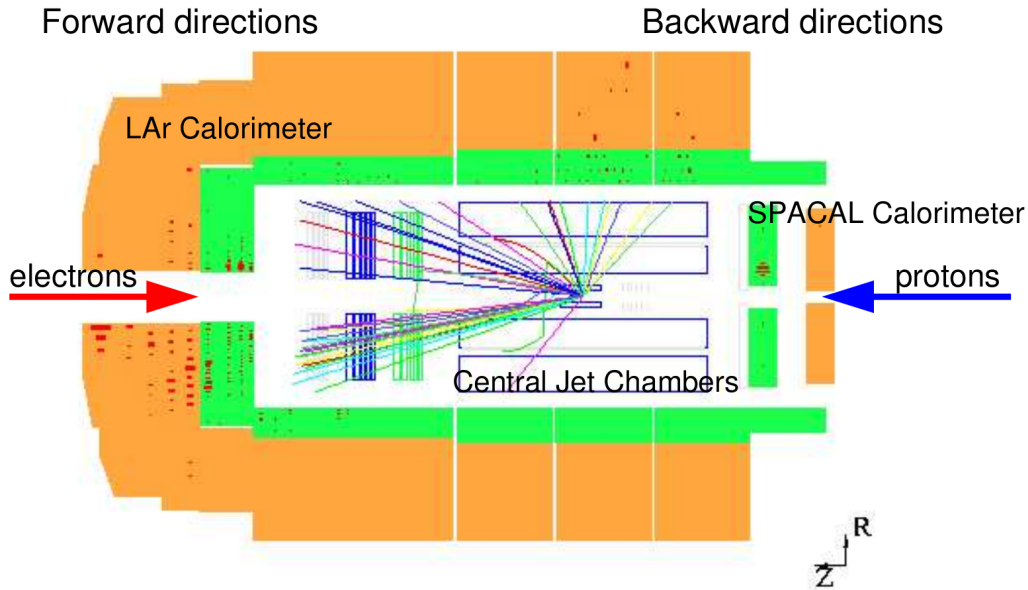 Forward directions
Backward directions
LAr Calorimeter
SPACAL Calorimeter
electrons
protons
Central Jet Chambers
R
Z